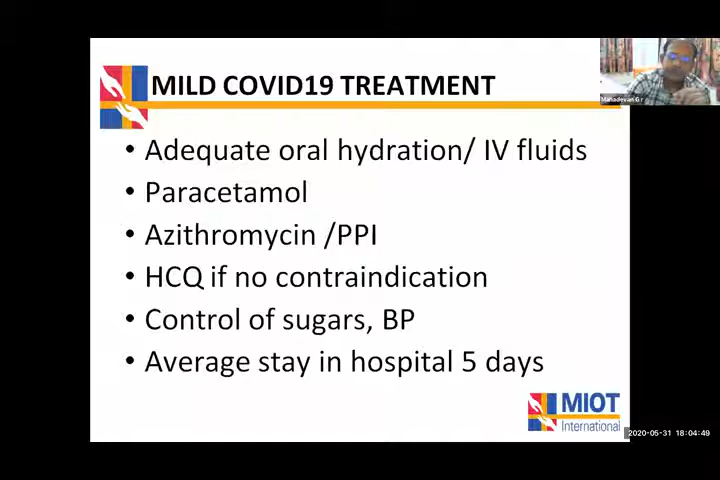 MILD COVID19 TREATMENT
• Adequate oral hydration/ IV fluids
• Paracetamol
• Azithromycin /PPI
• HCQ if no contraindication
• Control of sugars, BP
• Average stay in hospital 5 days
MIOT
International
Mahadevan G r
2020-05-31 18:04:49